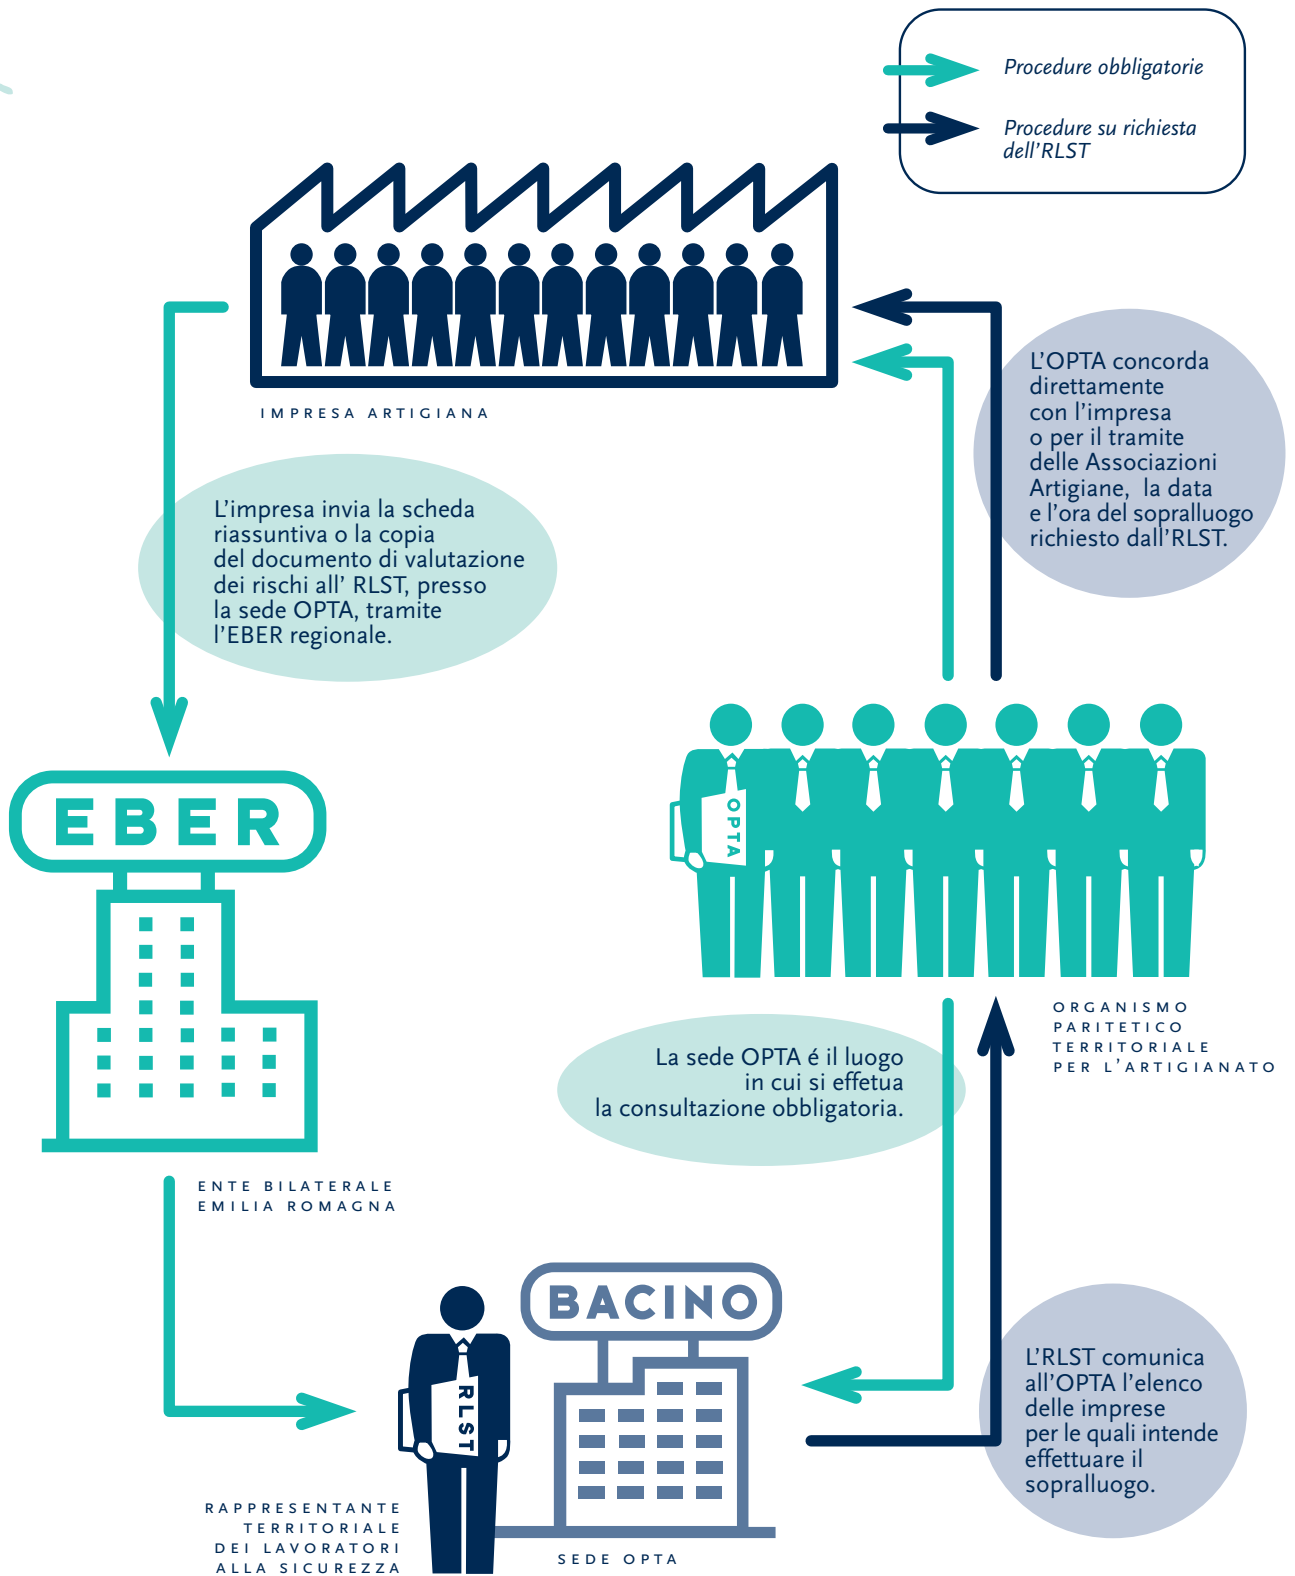 Procedure obbligatorie
Procedure su richiesta
dell'RLST
IMPRESA ARTIGIANA
L'OPTA concorda
direttamente
con l'impresa
o per il tramite
delle Associazioni
Artigiane, la data
e l'ora del sopralluogo
richiesto dall'RLST.
L'impresa invia la scheda
riassuntiva o la copia
del documento di valutazione
dei rischi all' RLST, presso
la sede OPTA, tramite
l'EBER regionale.
EBER
OPTA
ORGANISMO
PARITETICO
TERRITORIALE
PER L'ARTIGIANATO
La sede OPTA é il luogo
in cui si effetua
la consultazione obbligatoria.
ENTE BILATERALE
EMILIA ROMAGNA
BACINO
RLST
L'RLST comunica
all'OPTA l'elenco
delle imprese
per le quali intende
effettuare il
sopralluogo.
RAPPRESENTANTE
TERRITORIALE
DEI LAVORATORI
ALLA SICUREZZA
SEDE OPTA